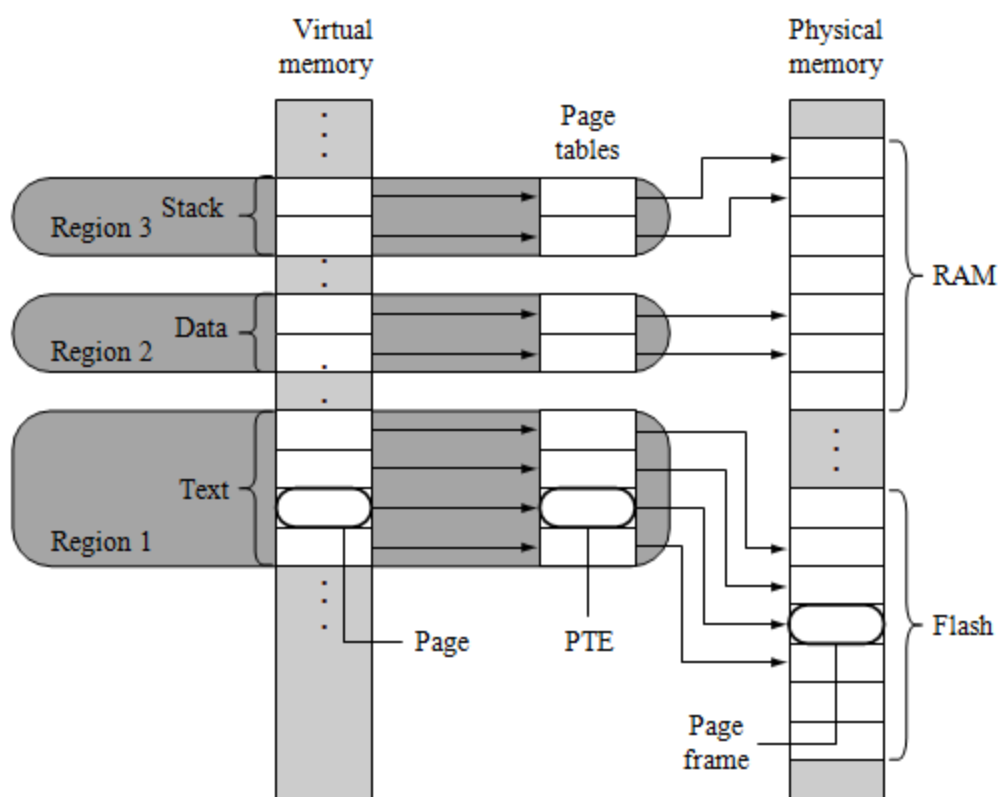 Virtual
memory
Physical
memory
Page
tables
Stack
Region 3
RAM
Data
Region 2
Text
Region 1
Flash
Page
PTE
Page
frame